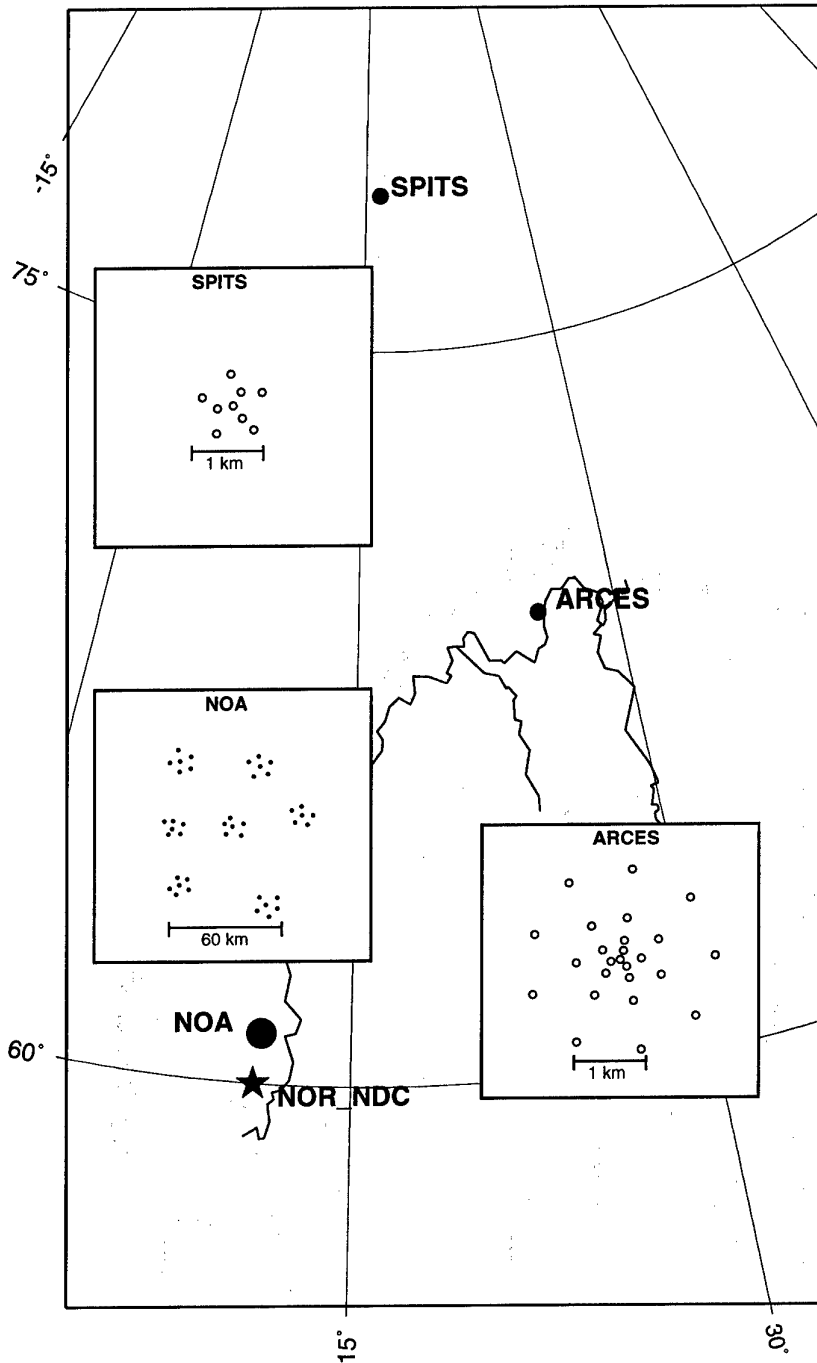 -15°
SPITS
75°
SPITS
1 km
ARCES
NOA
60 km
ARCES
1 km
NOA
60°
NOR_NDC
15°
30°